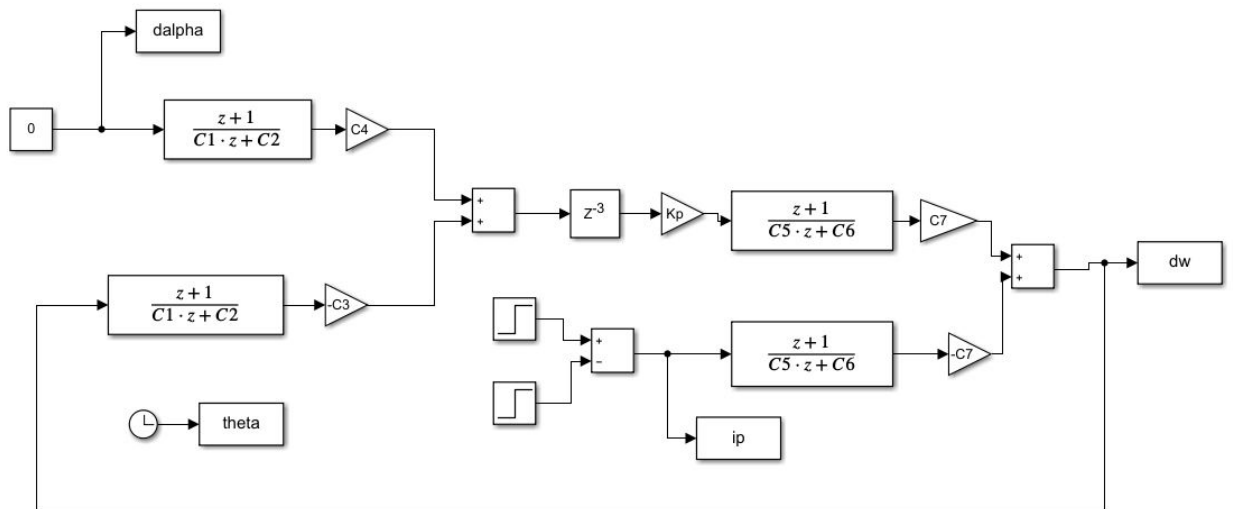 dalpha
0
z + 1
C1 · z + C2
C4
+
+
Z-3
Kp
z + 1
C5 · z + C6
C7
+
+
dw
z + 1
C1 · z + C2
-C3
+
−
z + 1
C5 · z + C6
-C7
theta
ip